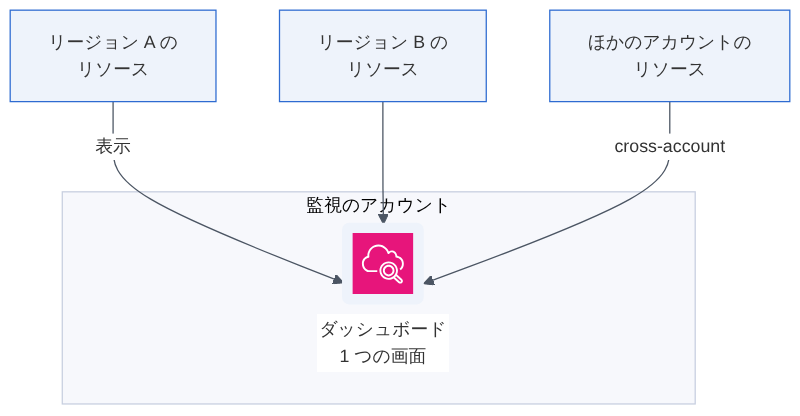 リージョン A の
リソース
リージョン B の
リソース
ほかのアカウントの
リソース
表示
cross-account
監視のアカウント
ダッシュボード
1 つの画面